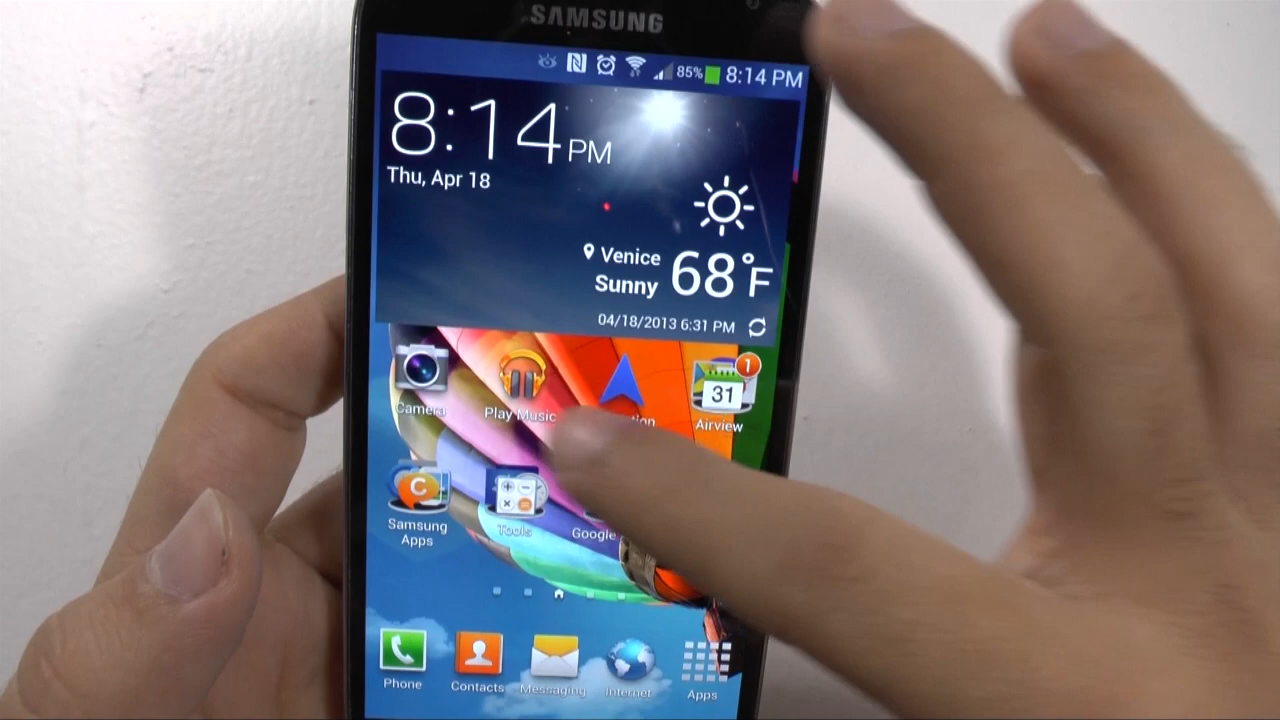 SAMSUNG
85% 8:14 PM
8:14 PM
Thu, Apr 18
Venice
Sunny
68°F
04/18/2013 6:31 PM
1
31
Camera
Play Music
Airview
C
Samsung
Apps
Tools
Google
Phone
Contacts
Messaging
Internet
Apps